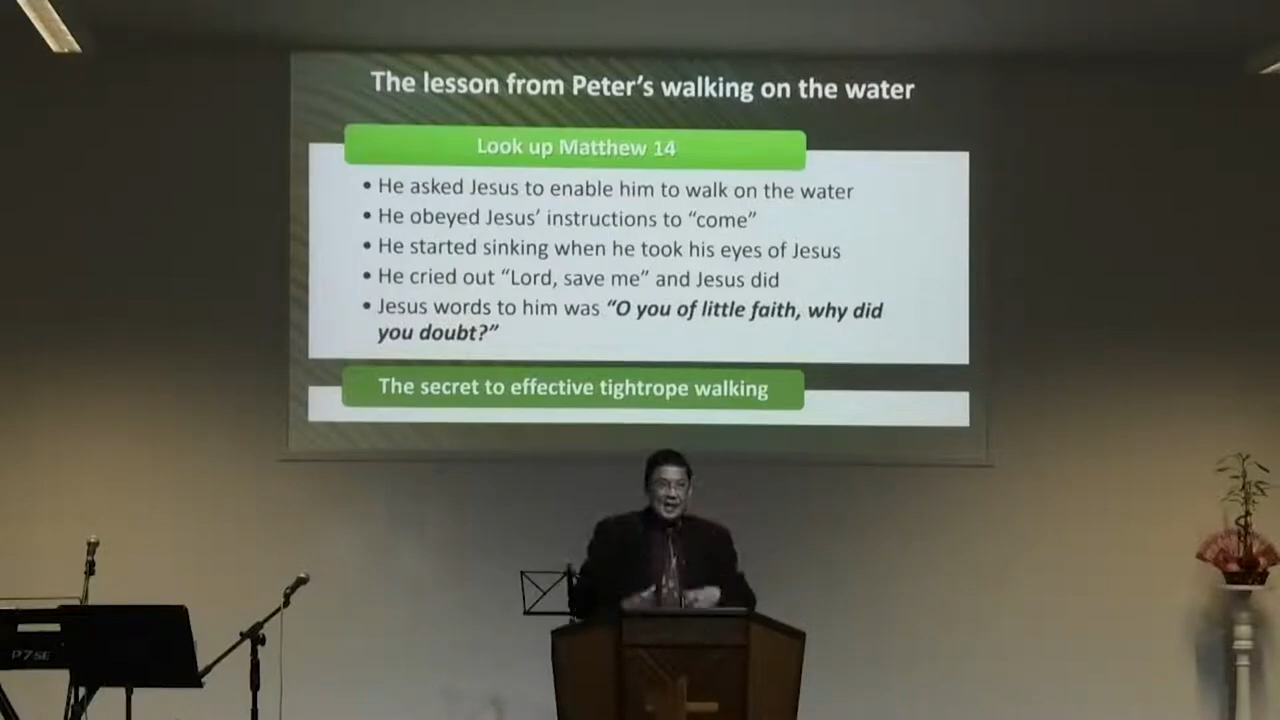 The lesson from Peter's walking on the water
Look up Matthew 14
• He asked Jesus to enable him to walk on the water
• He obeyed Jesus' instructions to “come”
• He started sinking when he took his eyes of Jesus
• He cried out “Lord, save me” and Jesus did
• Jesus words to him was “O you of little faith, why did
you doubt?”
The secret to effective tightrope walking
P7SE